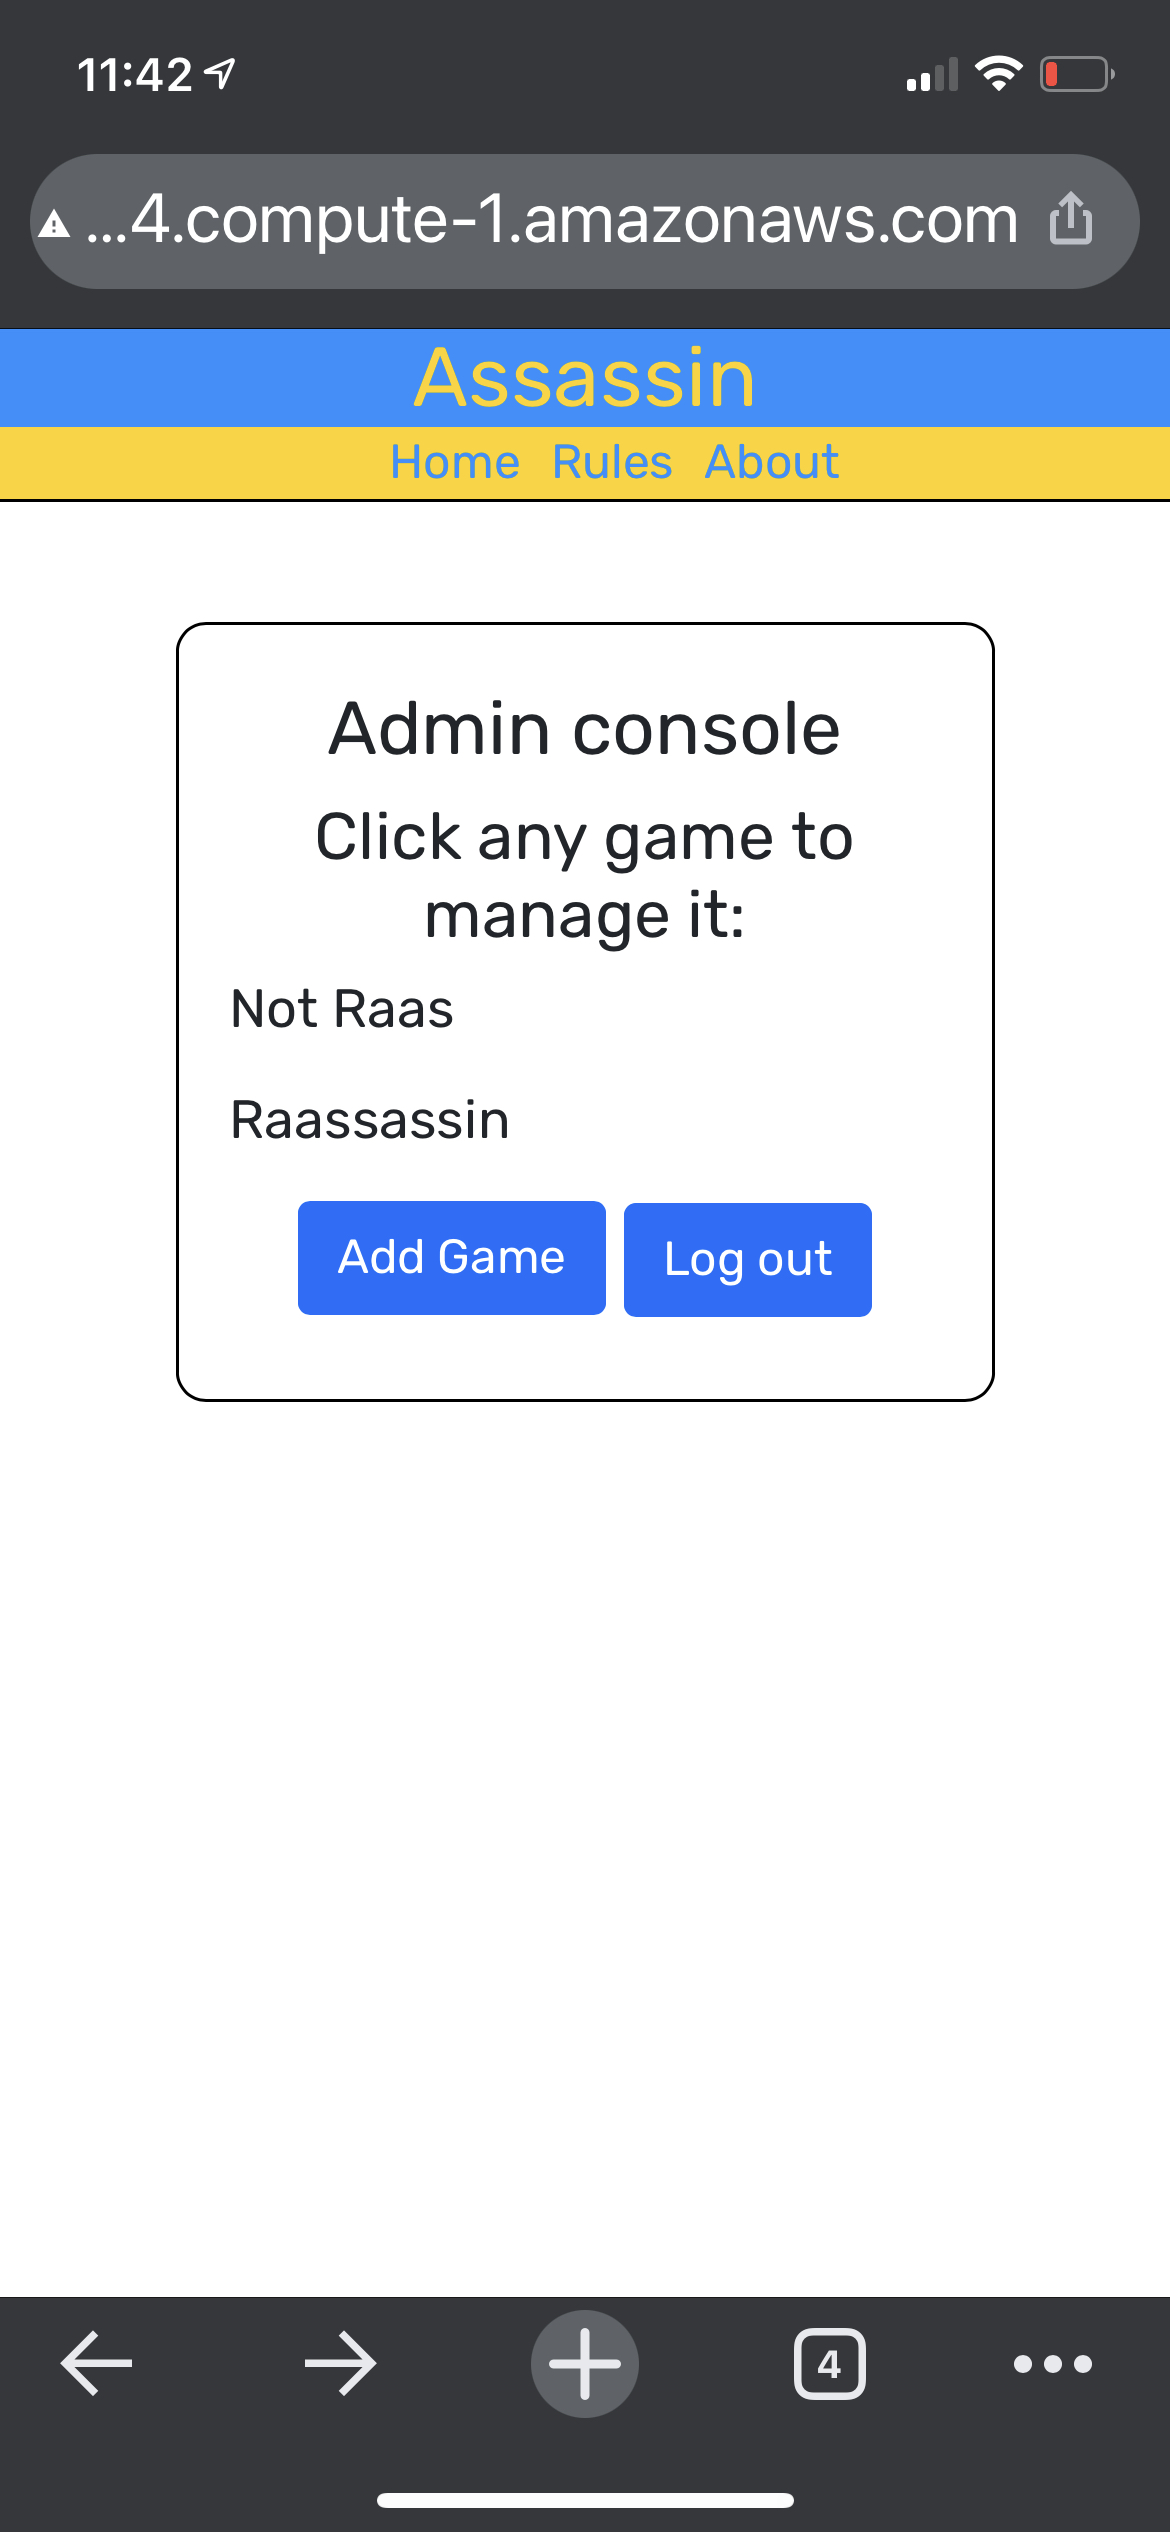 11:42
...4.compute-1.amazonaws.com
Assassin
Home Rules About
Admin console
Click any game to
manage it:
Not Raas
Raassassin
Add Game Log out
4